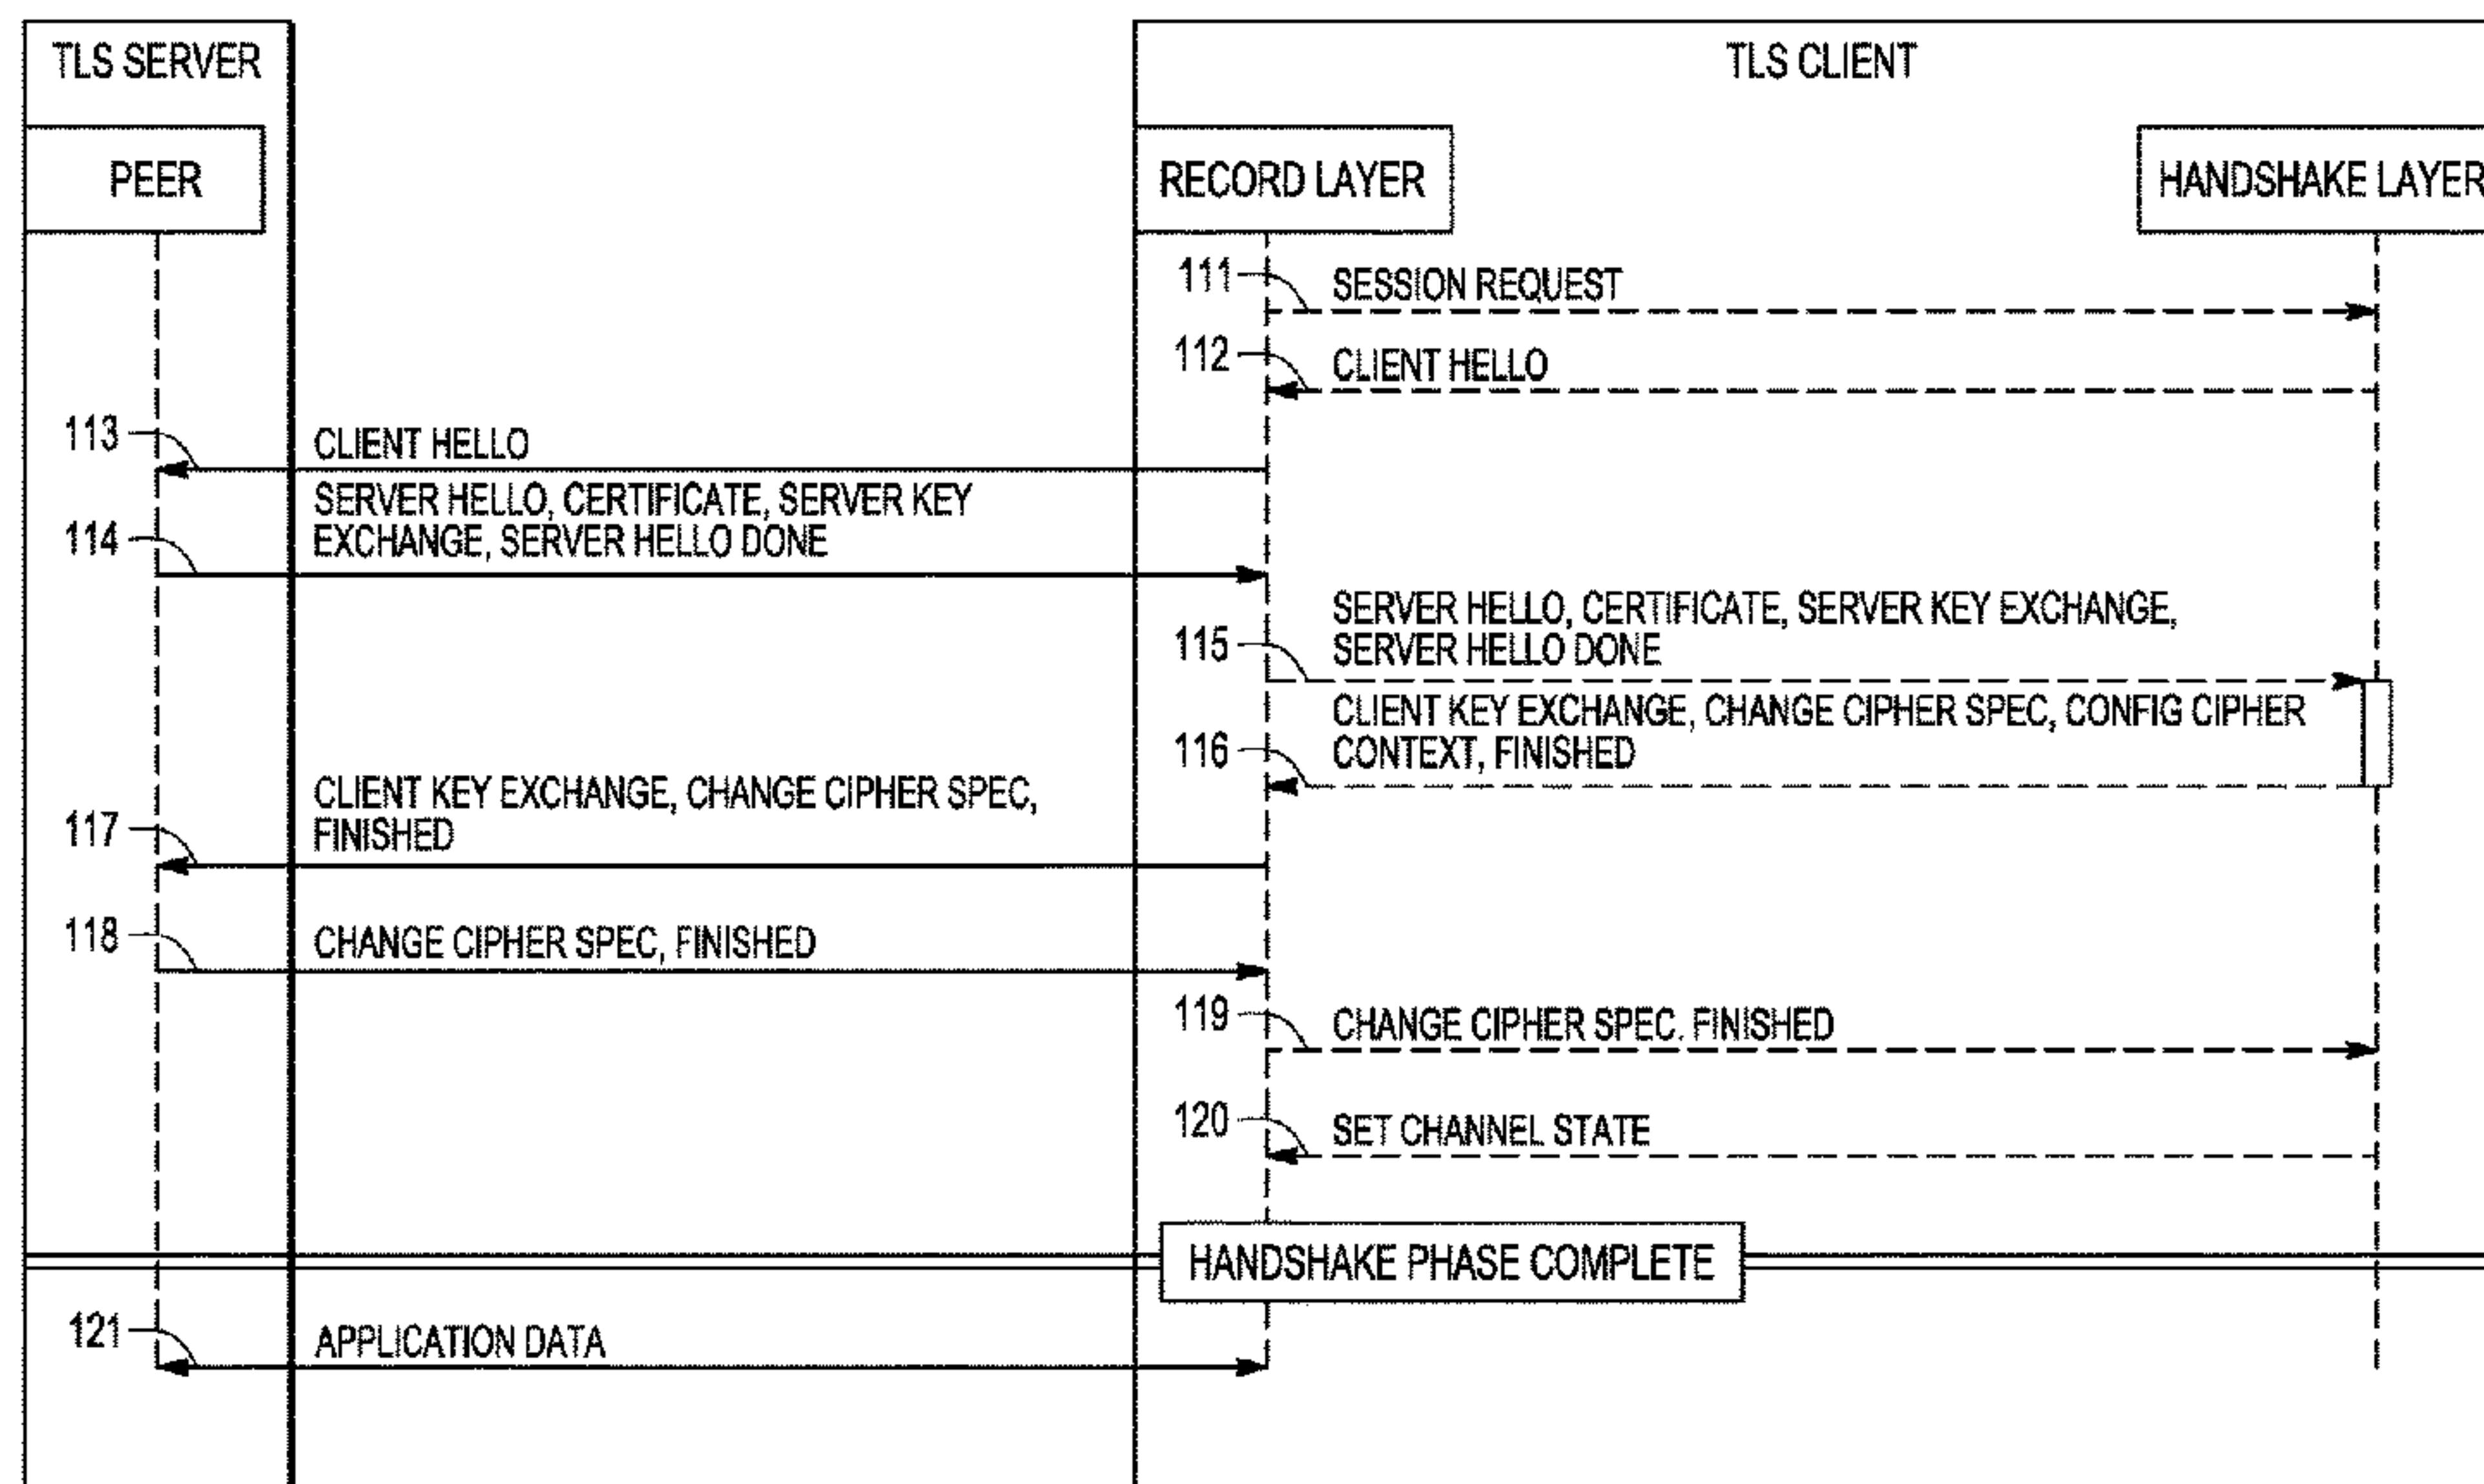 TLS SERVER
TLS CLIENT
PEER
RECORD LAYER
HANDSHAKE LAYER
111
SESSION REQUEST
112
CLIENT HELLO
113
CLIENT HELLO
114
SERVER HELLO, CERTIFICATE, SERVER KEY
EXCHANGE, SERVER HELLO DONE
115
SERVER HELLO, CERTIFICATE, SERVER KEY EXCHANGE,
SERVER HELLO DONE
116
CLIENT KEY EXCHANGE, CHANGE CIPHER SPEC, CONFIG CIPHER
CONTEXT, FINISHED
117
CLIENT KEY EXCHANGE, CHANGE CIPHER SPEC,
FINISHED
118
CHANGE CIPHER SPEC, FINISHED
119
CHANGE CIPHER SPEC. FINISHED
120
SET CHANNEL STATE
HANDSHAKE PHASE COMPLETE
121
APPLICATION DATA